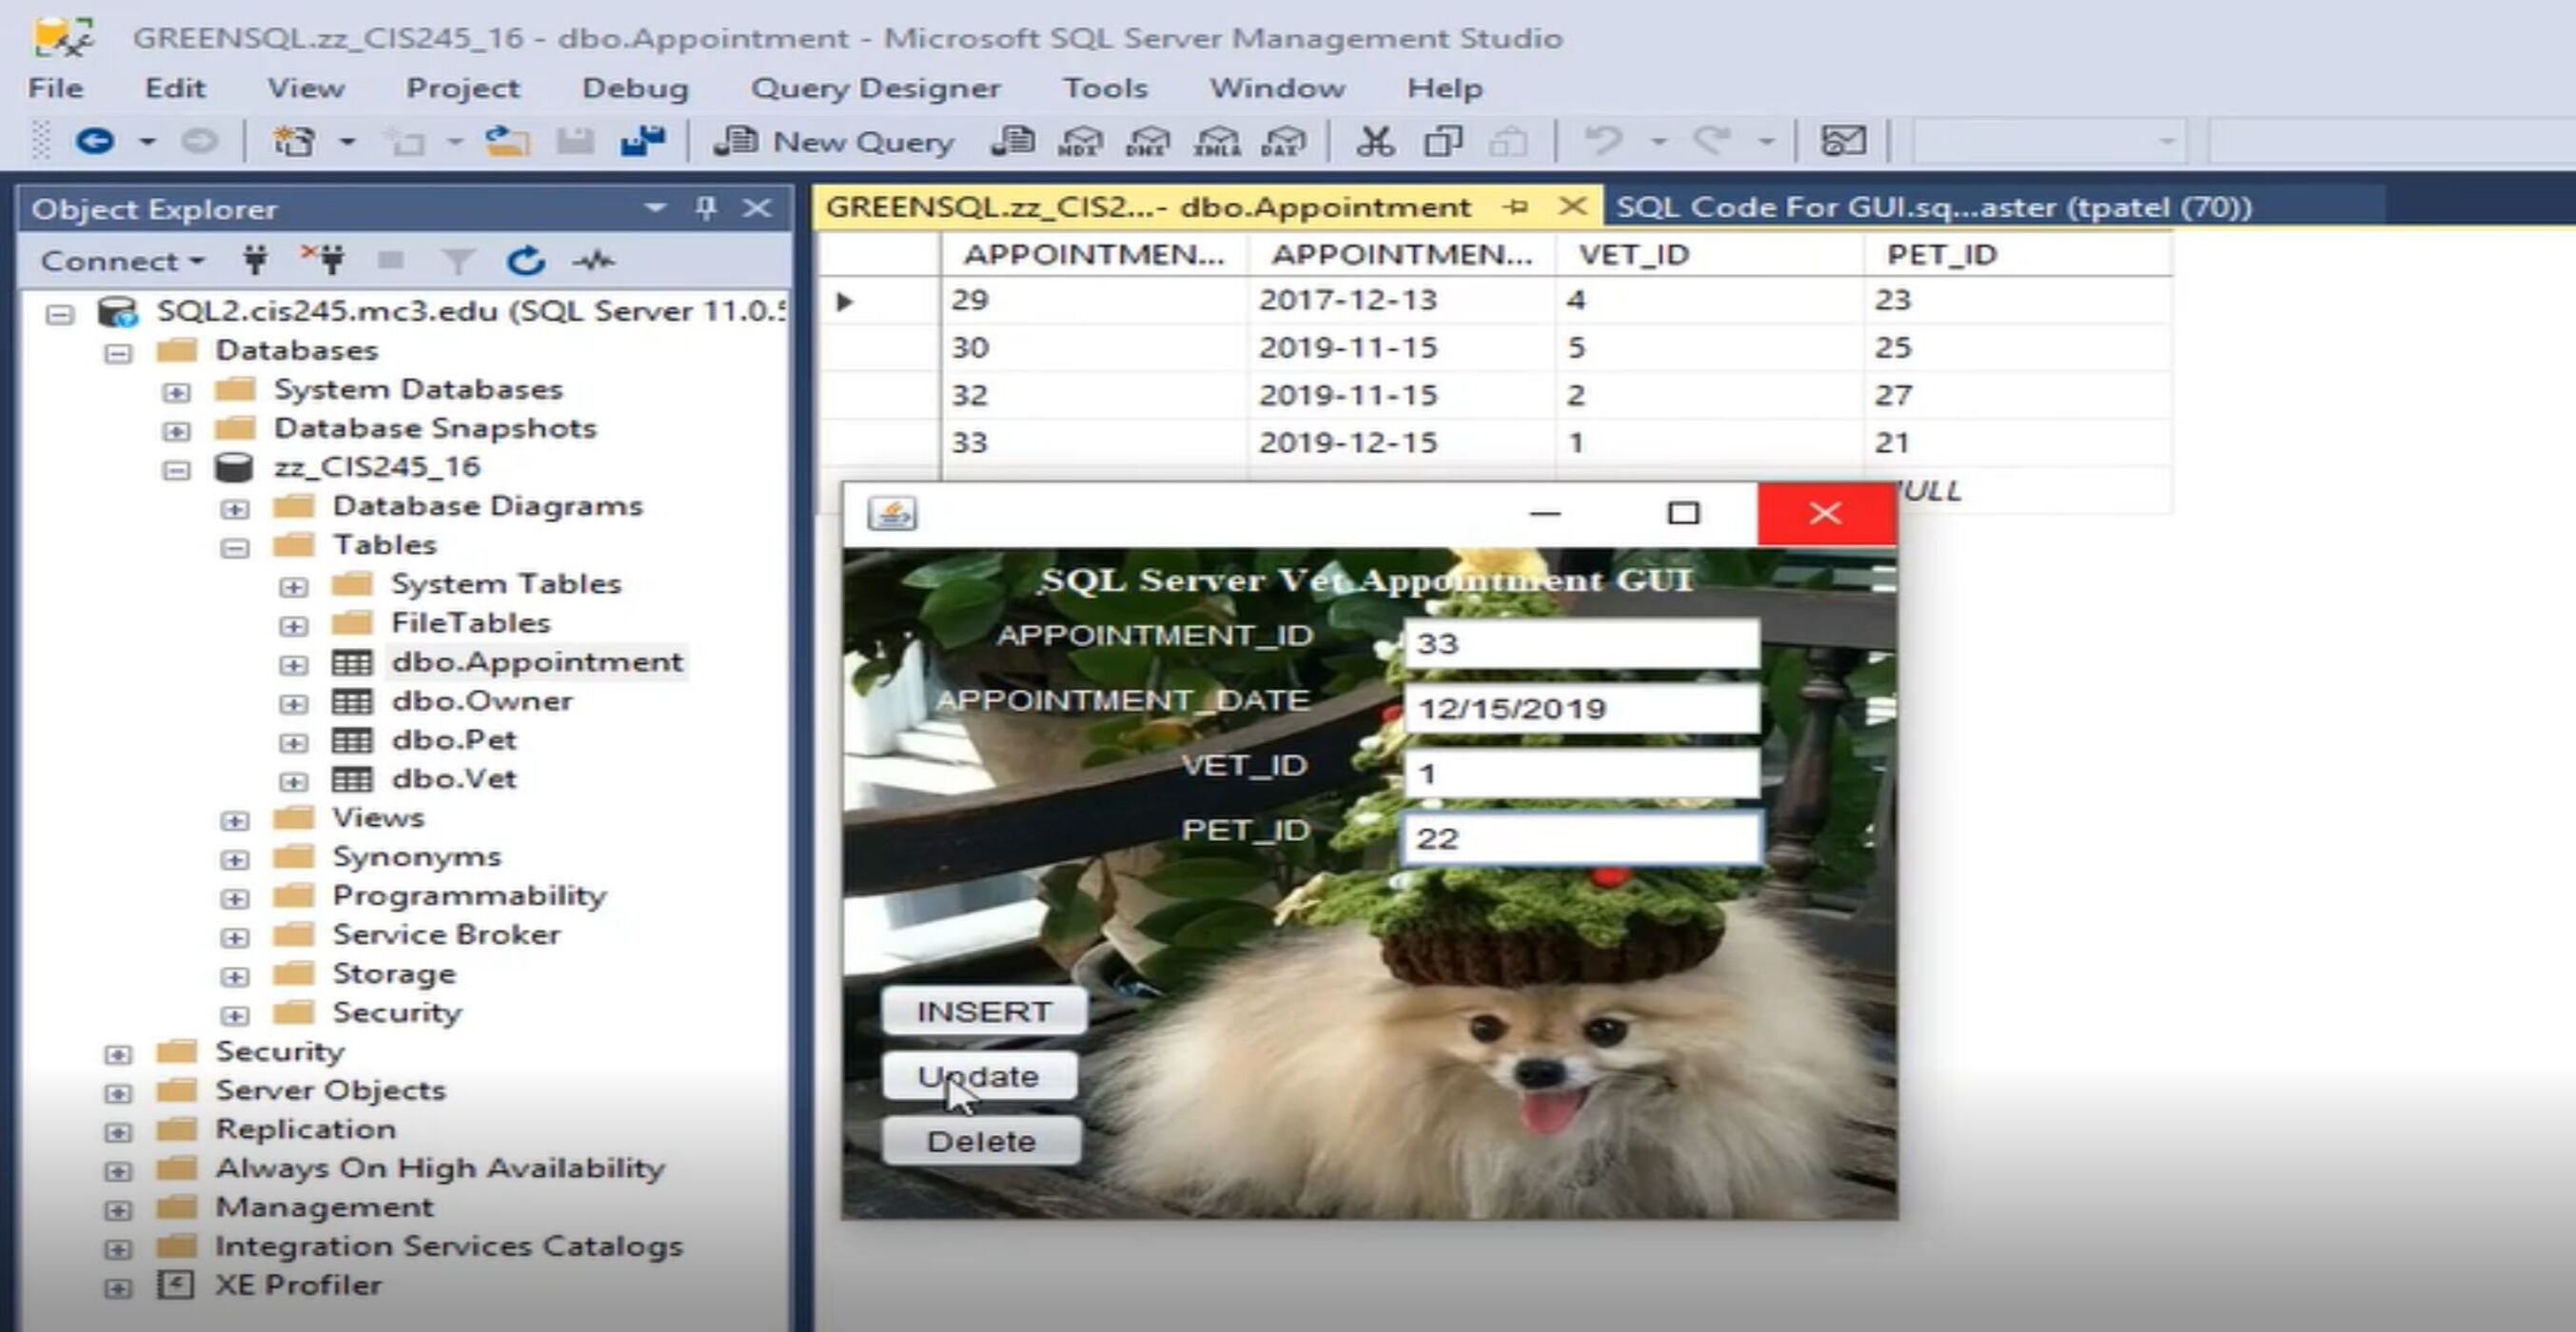 GREENSQL.zz_CIS245_16 - dbo.Appointment - Microsoft SQL Server Management Studio
File Edit View Project Debug Query Designer Tools Window Help
New Query MDX DMX XMLA DAX
Object Explorer
Connect
SQL2.cis245.mc3.edu (SQL Server 11.0.5
Databases
System Databases
Database Snapshots
zz_CIS245_16
Database Diagrams
Tables
System Tables
FileTables
dbo.Appointment
dbo.Owner
dbo.Pet
dbo.Vet
Views
Synonyms
Programmability
Service Broker
Storage
Security
Security
Server Objects
Replication
Always On High Availability
Management
Integration Services Catalogs
XE Profiler
GREENSQL.zz_CIS2...- dbo.Appointment SQL Code For GUI.sq...aster (tpatel (70))
APPOINTMEN... APPOINTMEN... VET_ID PET_ID
29 2017-12-13 4 23
30 2019-11-15 5 25
32 2019-11-15 2 27
33 2019-12-15 1 21
SQL Server Vet Appointment GUI
APPOINTMENT_ID 33
APPOINTMENT_DATE 12/15/2019
VET_ID 1
PET_ID 22
INSERT
Update
Delete